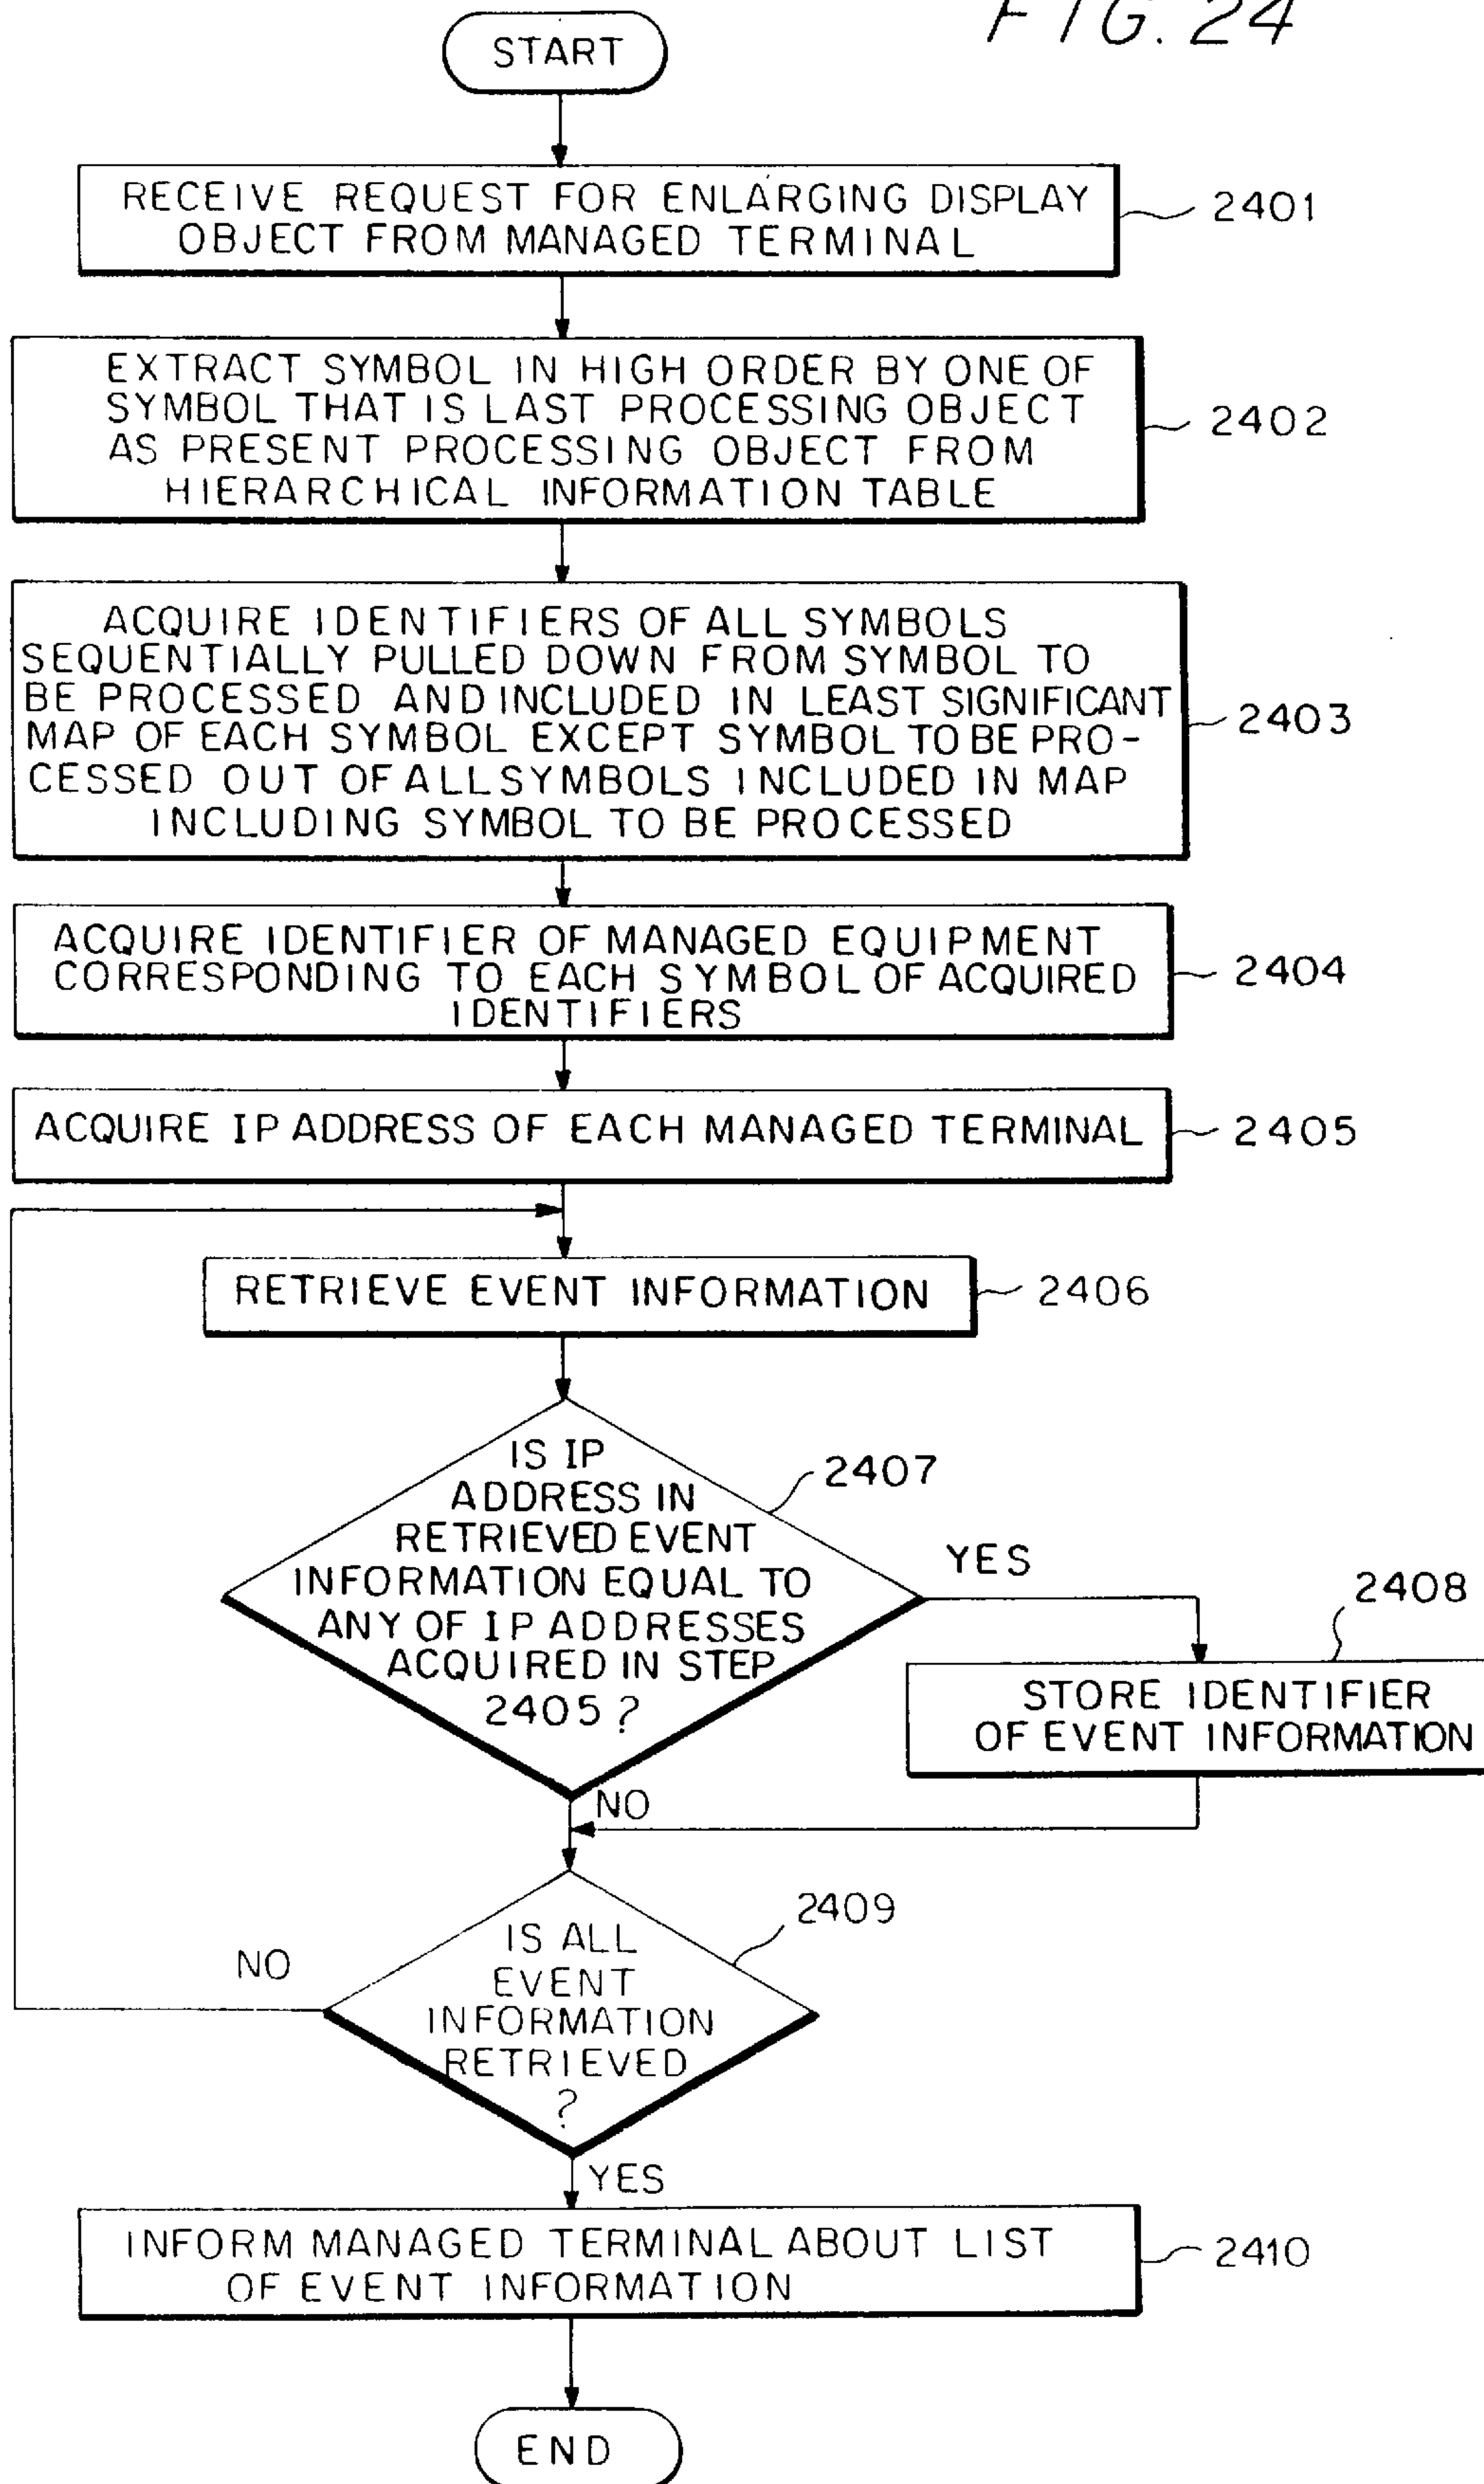 FIG. 24
START
RECEIVE REQUEST FOR ENLARGING DISPLAY
OBJECT FROM MANAGED TERMINAL
2401
EXTRACT SYMBOL IN HIGH ORDER BY ONE OF
SYMBOL THAT IS LAST PROCESSING OBJECT
AS PRESENT PROCESSING OBJECT FROM
HIERARCHICAL INFORMATION TABLE
2402
ACQUIRE IDENTIFIERS OF ALL SYMBOLS
SEQUENTIALLY PULLED DOWN FROM SYMBOL TO
BE PROCESSED AND INCLUDED IN LEAST SIGNIFICANT
MAP OF EACH SYMBOL EXCEPT SYMBOL TO BE PRO-
CESSED OUT OF ALL SYMBOLS INCLUDED IN MAP
INCLUDING SYMBOL TO BE PROCESSED
2403
ACQUIRE IDENTIFIER OF MANAGED EQUIPMENT
CORRESPONDING TO EACH SYMBOL OF ACQUIRED
IDENTIFIERS
2404
ACQUIRE IP ADDRESS OF EACH MANAGED TERMINAL
2405
RETRIEVE EVENT INFORMATION
2406
IS IP
ADDRESS IN
RETRIEVED EVENT
INFORMATION EQUAL TO
ANY OF IP ADDRESSES
ACQUIRED IN STEP
2405?
2407
YES
2408
STORE IDENTIFIER
OF EVENT INFORMATION
NO
2409
IS ALL
EVENT
INFORMATION
RETRIEVED
?
NO
YES
INFORM MANAGED TERMINAL ABOUT LIST
OF EVENT INFORMATION
2410
END